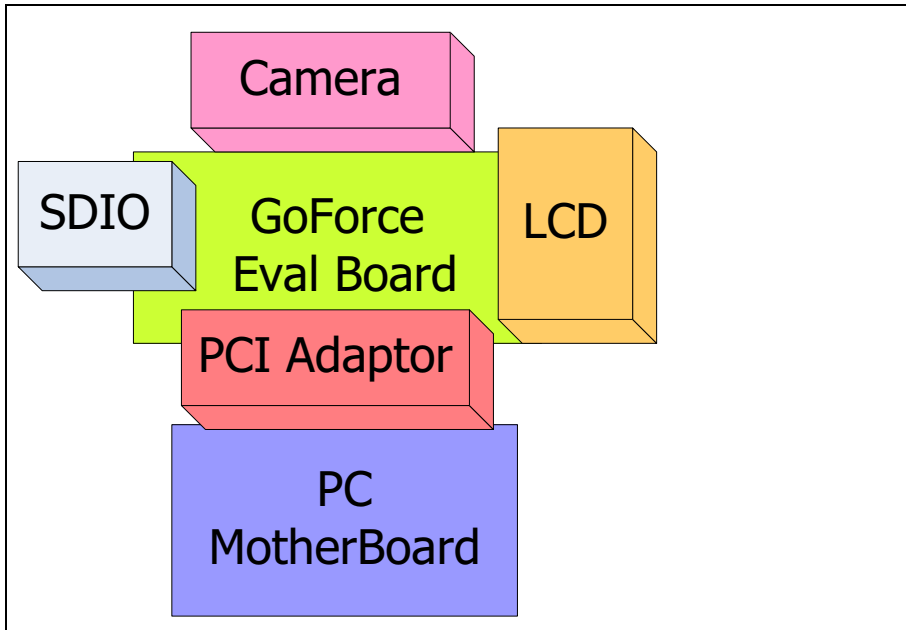 Camera
SDIO
GoForce
Eval Board
LCD
PCI Adaptor
PC
MotherBoard